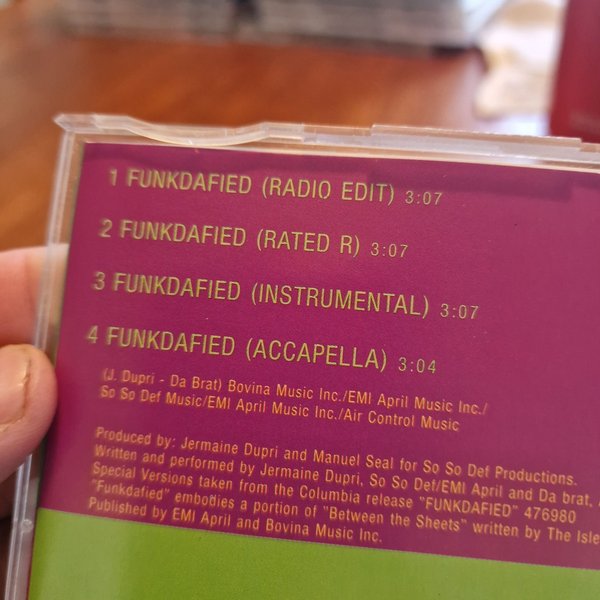 1 FUNKDAFIED (RADIO EDIT) 3:07
2 FUNKDAFIED (RATED R) 3:07
3 FUNKDAFIED (INSTRUMENTAL) 3:07
4 FUNKDAFIED (ACCAPELLA) 3:04
(J. Dupri - Da Brat) Bovina Music Inc./EMI April Music Inc./
So So Def Music/EMI April Music Inc./Air Control Music
Produced by: Jermaine Dupri and Manuel Seal for So So Def Productions.
Written and performed by Jermaine Dupri, So So Def/EMI April and Da brat,
Special Versions taken from the Columbia release "FUNKDAFIED" 476980
"Funkdafied" embodies a portion of "Between the Sheets" written by The
Published by EMI April and Bovina Music Inc.